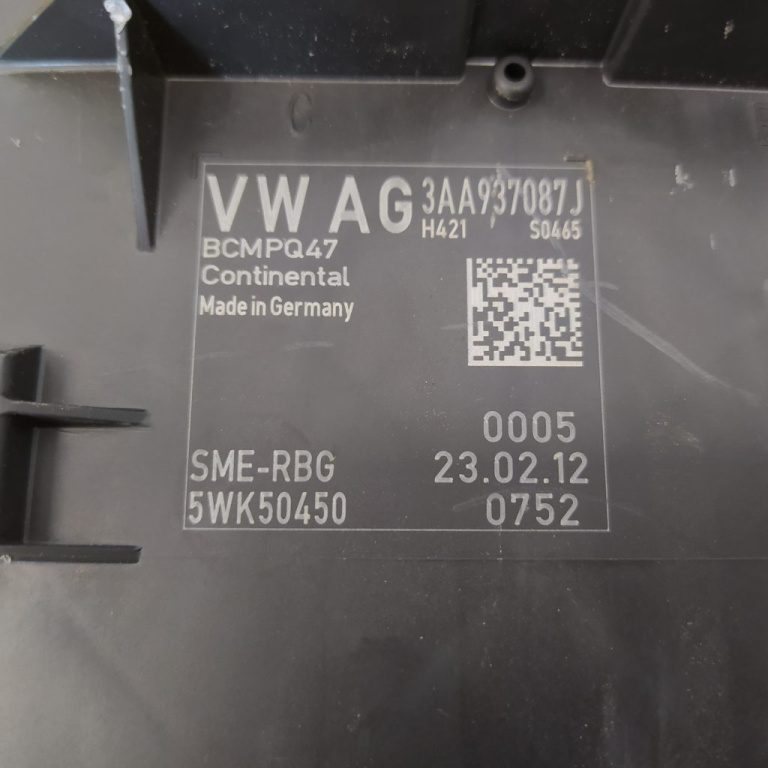 VW AG 3AA937087J
H421 S0465
BCMPQ47
Continental
Made in Germany
0005
SME-RBG 23.02.12
5WK50450 0752